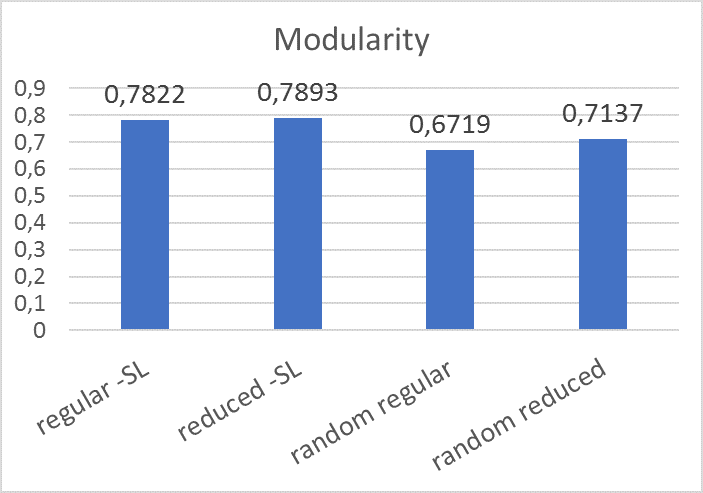 Modularity
0,9
0,8
0,7
0,6
0,5
0,4
0,3
0,2
0,1
0
0,7822
0,7893
0,6719
0,7137
regular -SL
reduced -SL
random regular
random reduced